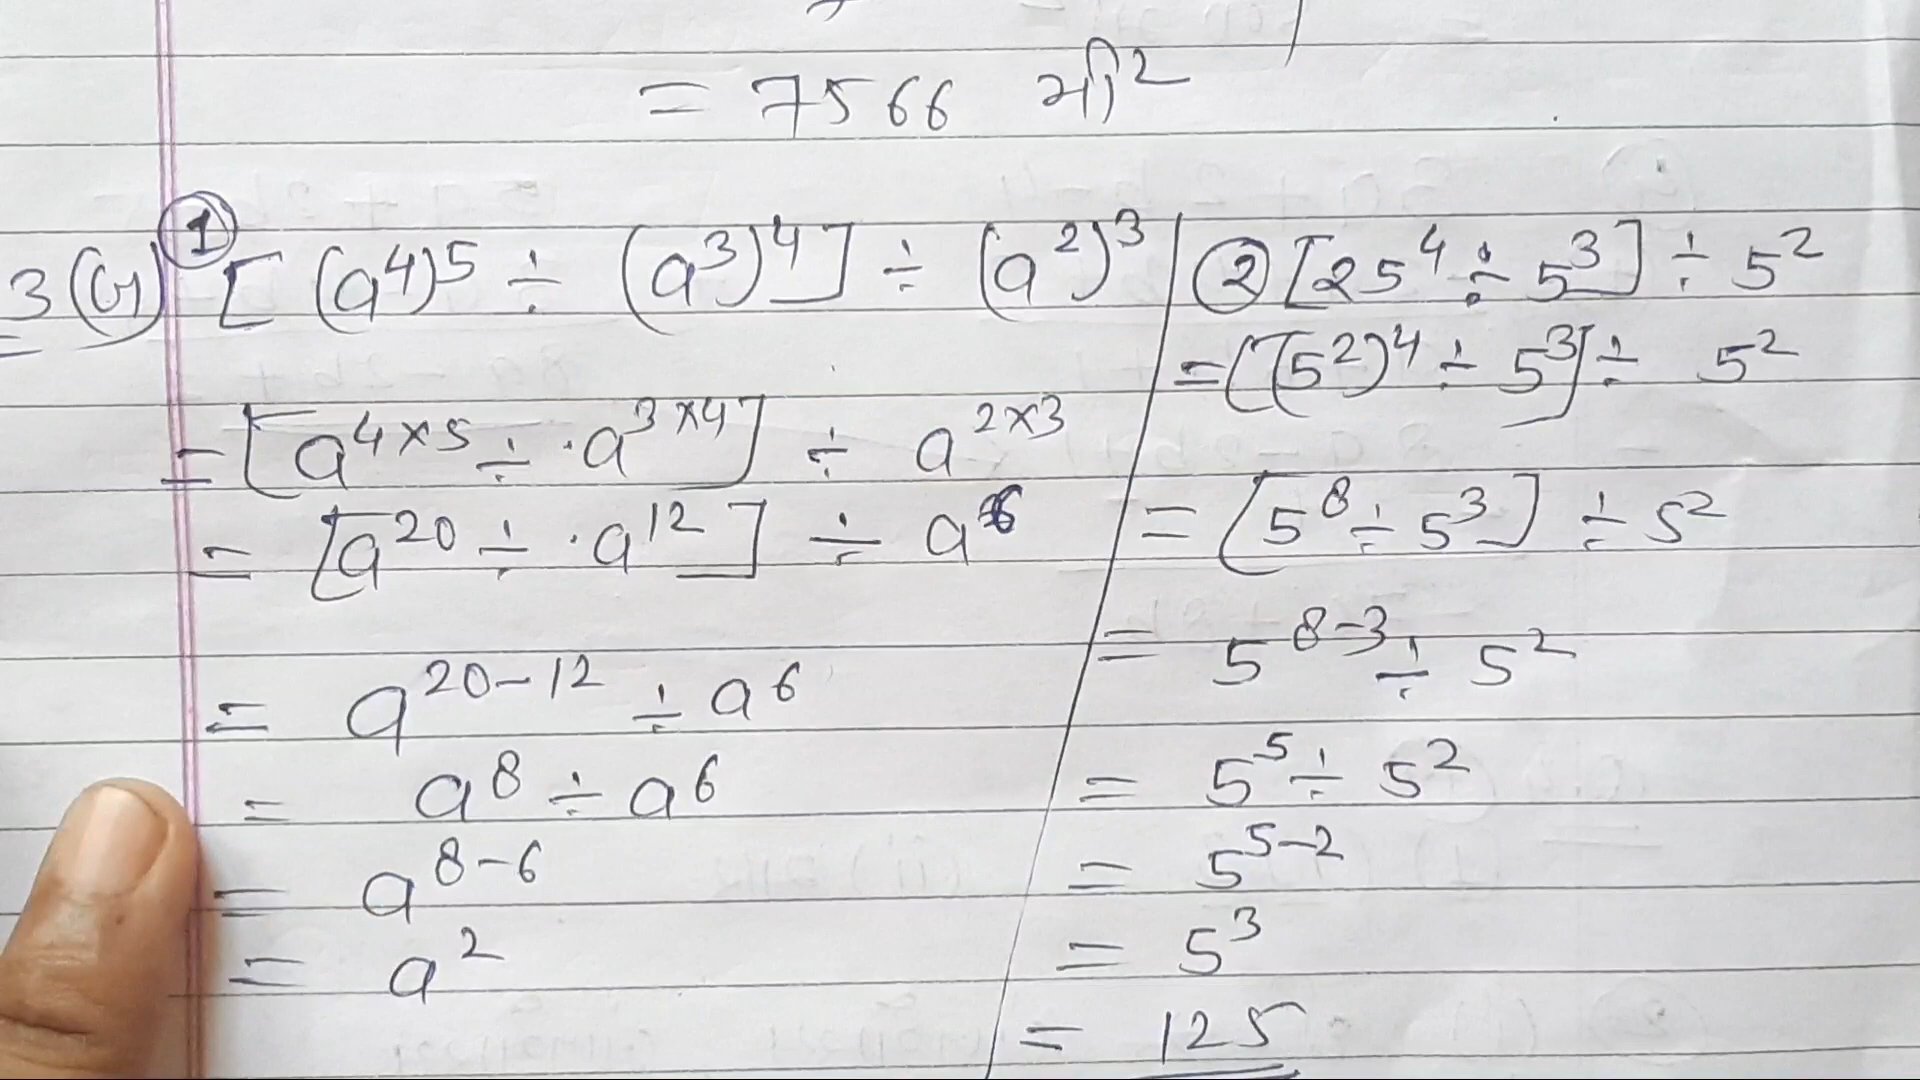 = 7566 मी²
3(ग) ① [(a⁴)⁵ ÷ (a³)⁴] ÷ (a²)³
= [a⁴ˣ⁵ ÷ a³ˣ⁴] ÷ a²ˣ³
= [a²⁰ ÷ a¹²] ÷ a⁶
= a²⁰⁻¹² ÷ a⁶
= a⁸ ÷ a⁶
= a⁸⁻⁶
= a²
② [25⁴ ÷ 5³] ÷ 5²
= [(5²)⁴ ÷ 5³] ÷ 5²
= [5⁸ ÷ 5³] ÷ 5²
= 5⁸⁻³ ÷ 5²
= 5⁵ ÷ 5²
= 5⁵⁻²
= 5³
= 125